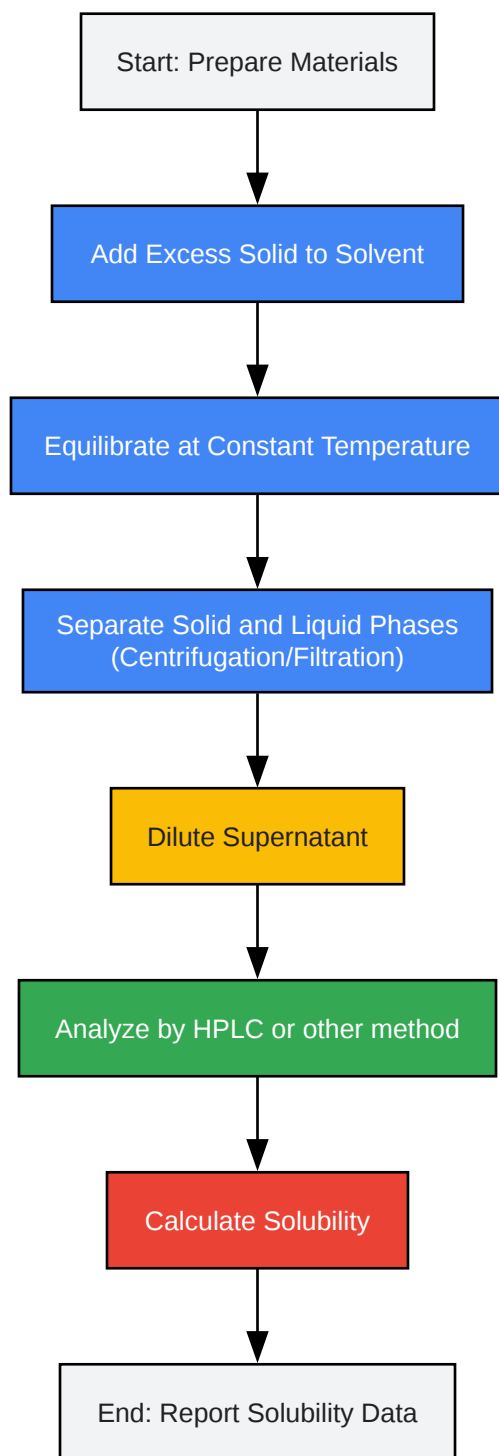 Start: Prepare Materials
Add Excess Solid to Solvent
Equilibrate at Constant Temperature
Separate Solid and Liquid Phases
(Centrifugation/Filtration)
Dilute Supernatant
Analyze by HPLC or other method
Calculate Solubility
End: Report Solubility Data